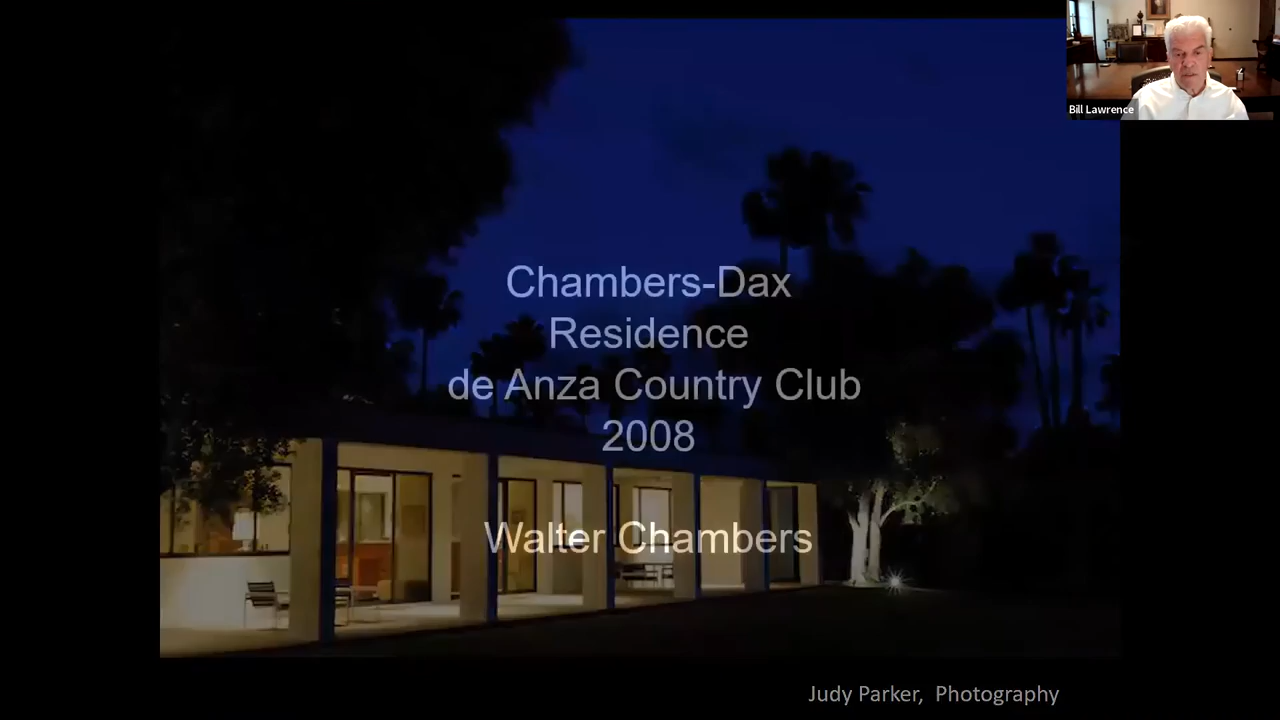 Bill Lawrence
Chambers-Dax
Residence
de Anza Country Club
2008
Walter Chambers
Judy Parker, Photography